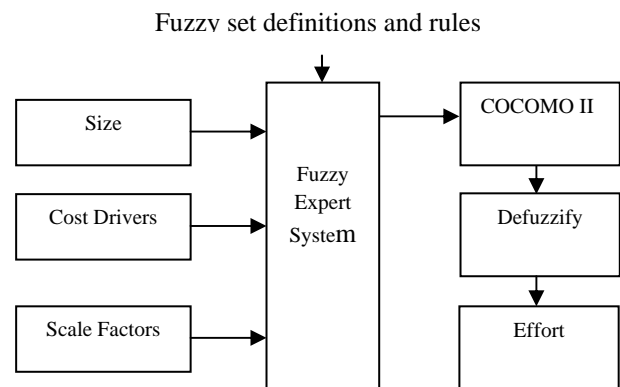 Fuzzy set definitions and rules
Size
COCOMO II
Fuzzy
Expert
System
Cost Drivers
Defuzzify
Scale Factors
Effort